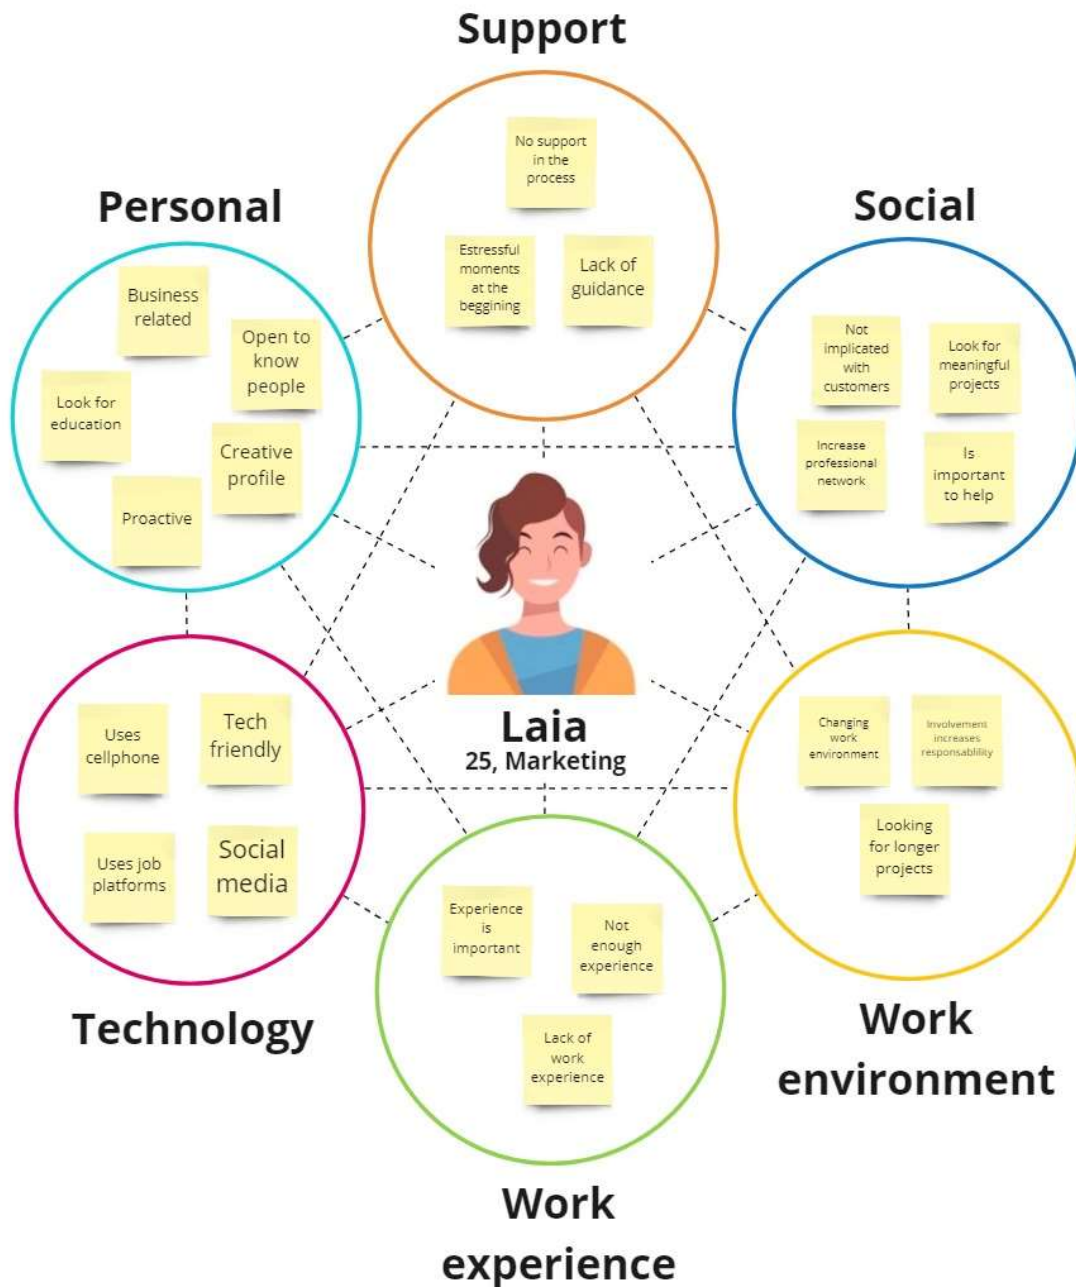 Support
No support
in the
process
Estressful
moments
at the
beggining
Lack of
guidance
Personal
Business
related
Open to
know
people
Look for
education
Creative
profile
Proactive
Social
Not
implicated
with
customers
Look for
meaningful
projects
Increase
professional
network
Is
important
to help
Laia
25, Marketing
Uses
cellphone
Tech
friendly
Uses job
platforms
Social
media
Technology
Changing
work
environment
Involvement
increases
responsablility
Looking
for longer
projects
Work
environment
Experience
is
important
Not
enough
experience
Lack of
work
experience
Work
experience